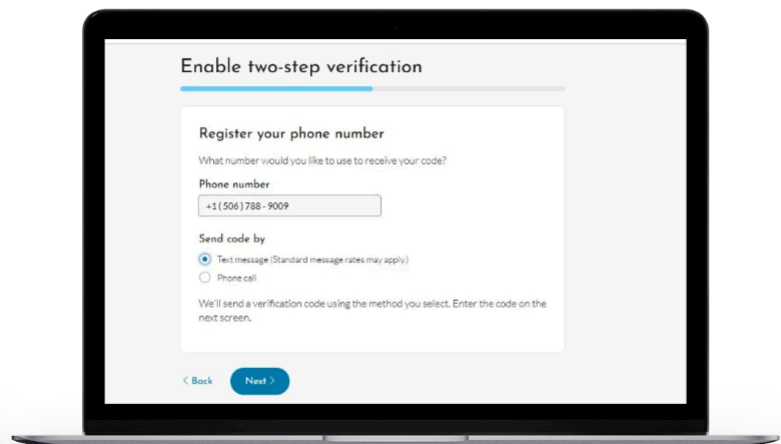 Enable two-step verification
Register your phone number
What number would you like to use to receive your code?
Phone number
+1 ( 506 ) 788 - 9009
Send code by
Text message (Standard message rates may apply.)
Phone call
We'll send a verification code using the method you select. Enter the code on the
next screen.
< Back
Next >